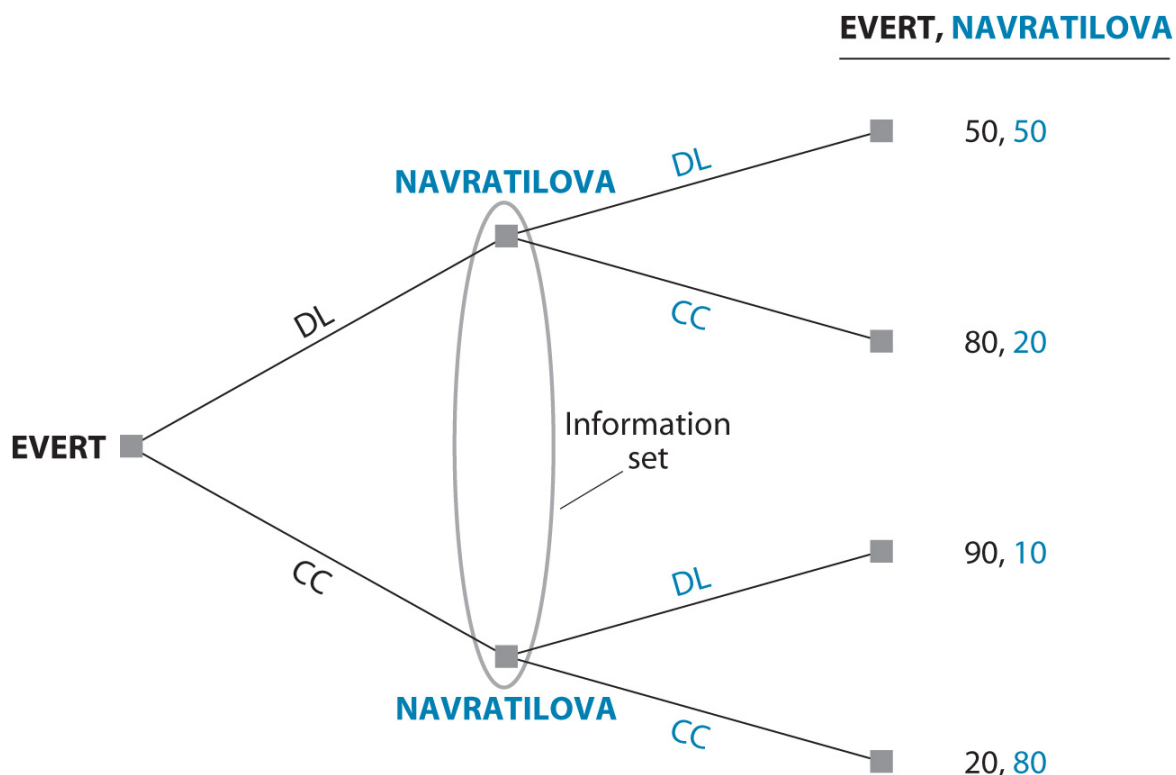 EVERT, NAVRATILOVA
50, 50
DL
NAVRATILOVA
CC
80, 20
DL
Information
set
EVERT
CC
DL
90, 10
NAVRATILOVA
CC
20, 80